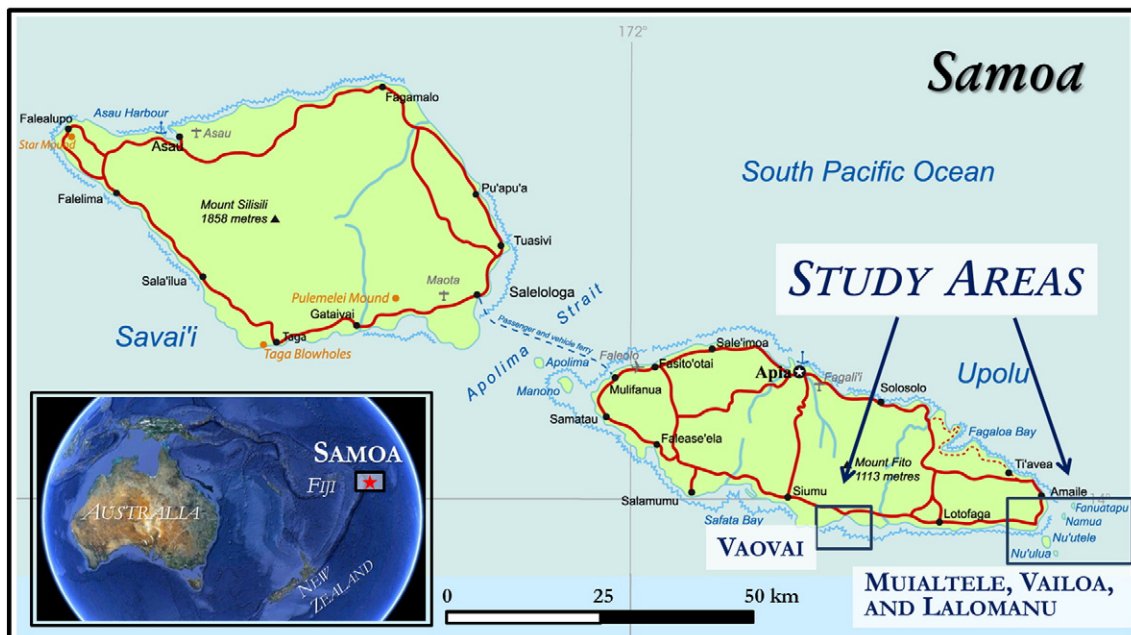 172°
Samoa
Fagamalo
Asau Harbour
Falealupo
Star Mound
Asau
Asau
South Pacific Ocean
Pu'apu'a
Falelima
Mount Silisili
1858 metres
Tuasivi
STUDY AREAS
Sala'ilua
Maota
Pulemelei Mound
Salelologa
Gataivai
Savai'i
Taga
Taga Blowholes
Apolima Strait
Passenger and vehicle ferry
Sale'imoa
Faleolo
Fasito'otai
Apolima
Apia
Fagali'i
Upolu
Manono
Mulifanua
Solosolo
Samatau
Fagaloa Bay
Falease'ela
Mount Fito
1113 metres
Ti'avea
Salamumu
Siumu
Amaile
14°
Fanuatapu
Safata Bay
Lotofaga
Namua
Nu'utele
Nu'ulua
VAOVAI
MUIALTELE, VAILOA,
AND LALOMANU
SAMOA
FIJI
AUSTRALIA
NEW
ZEALAND
0 25 50 km